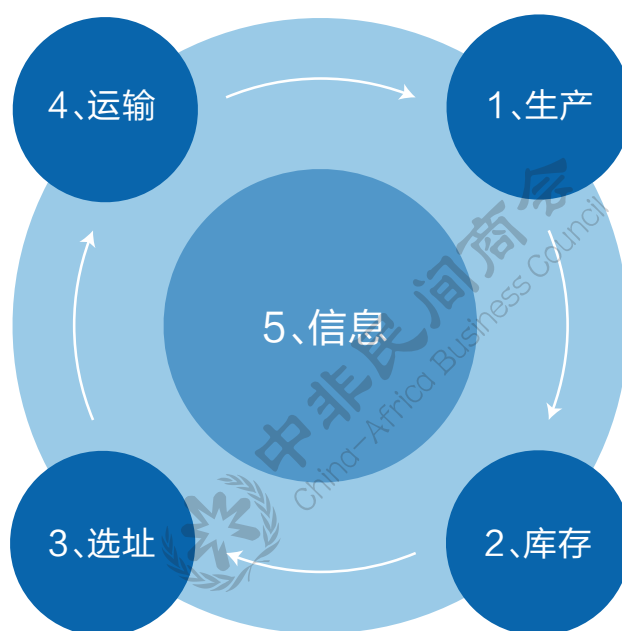 4、运输
1、生产
5、信息
3、选址
2、库存
中非民间商会
China-Africa Business Council